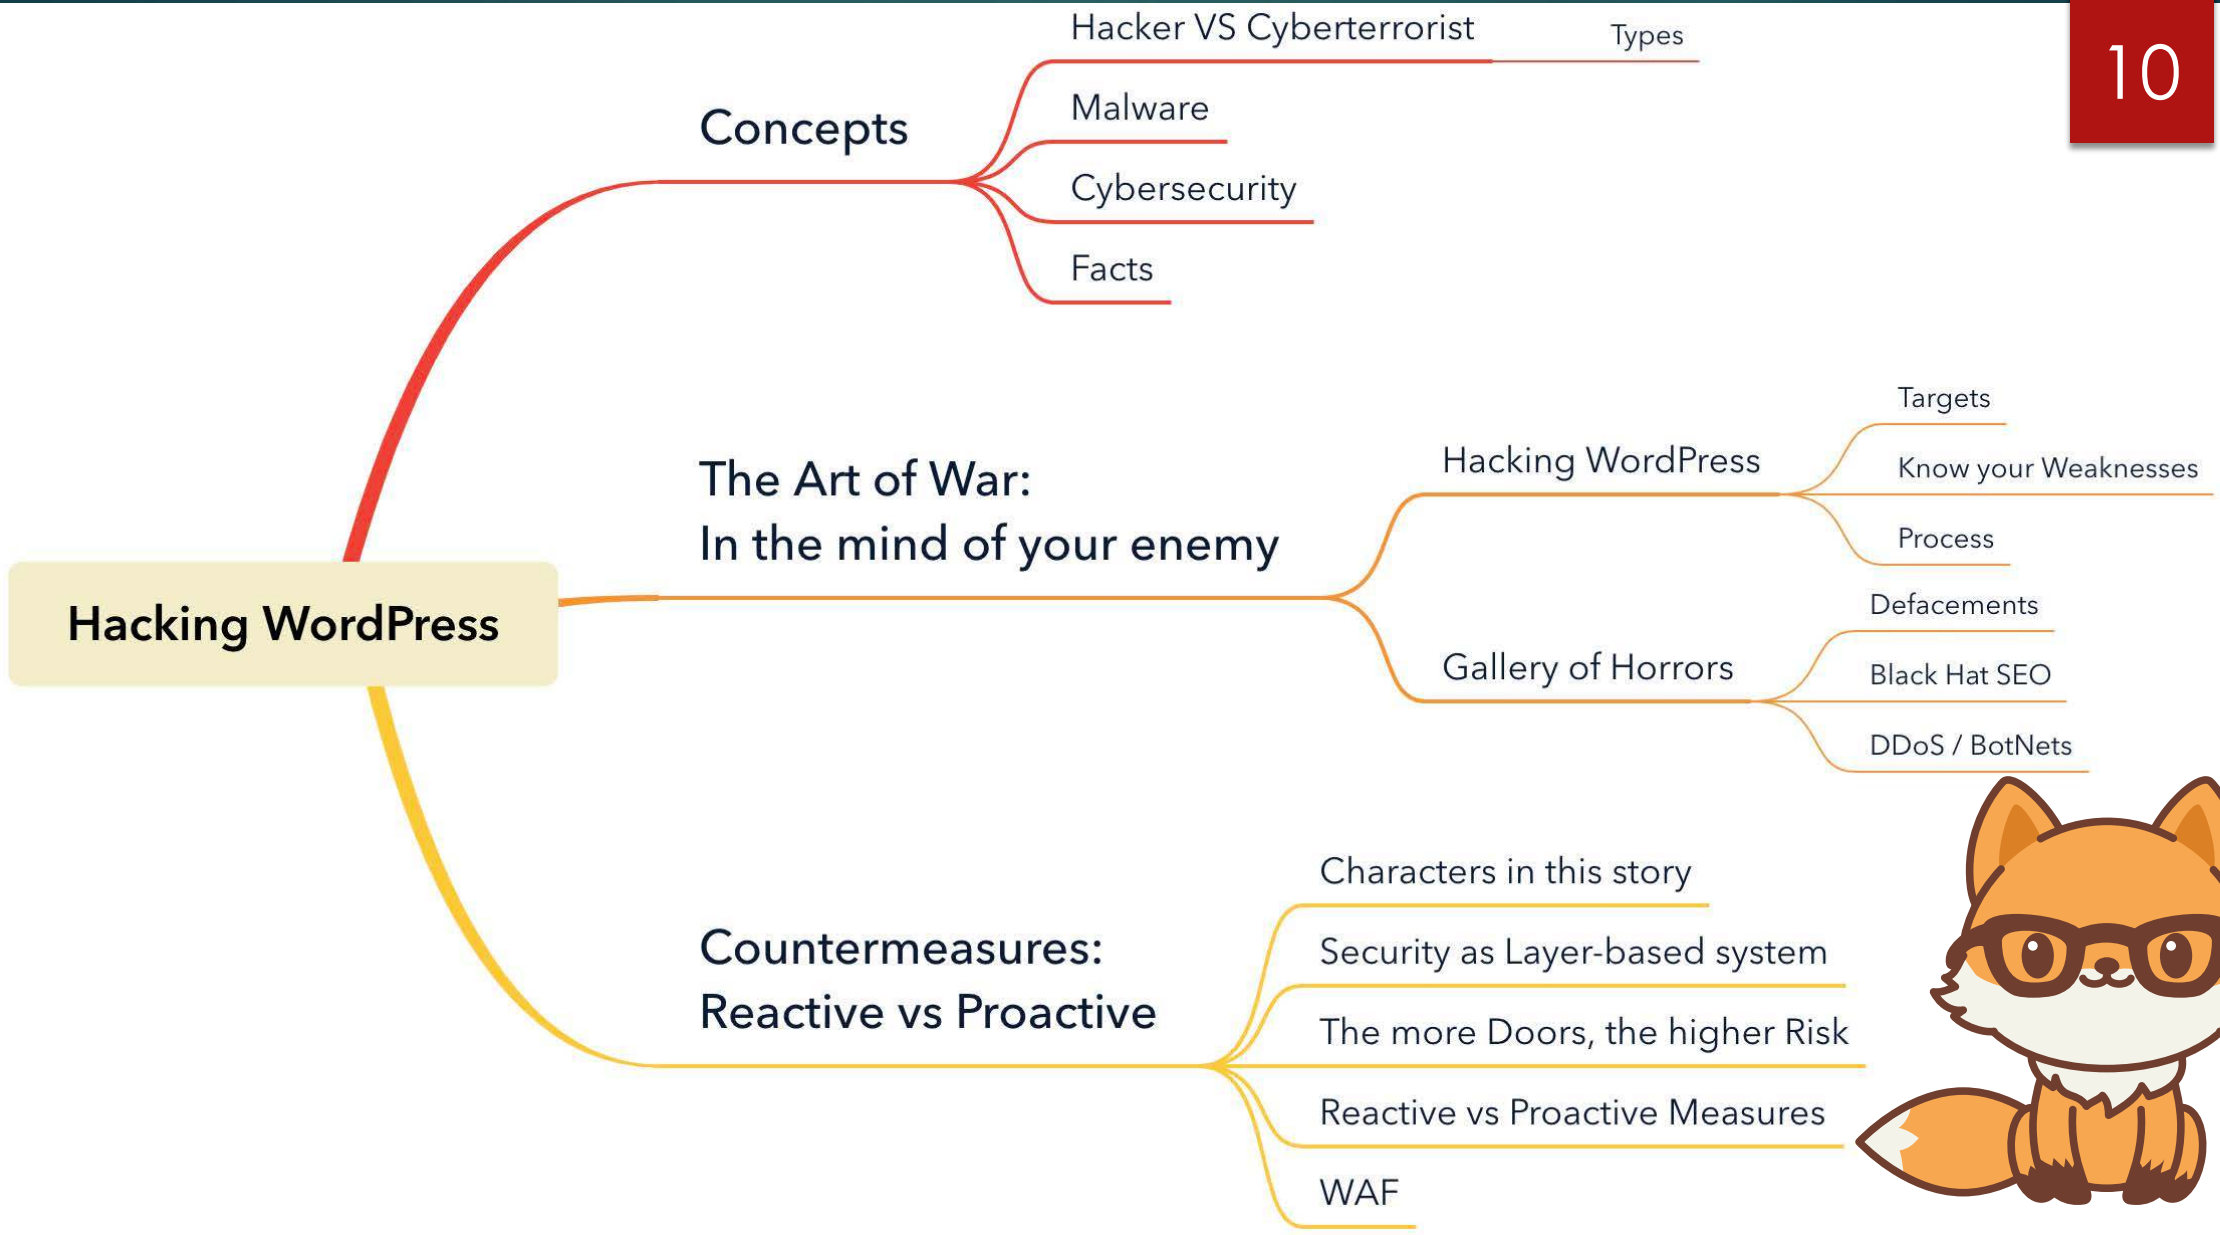 10
Hacking WordPress
Concepts
Hacker VS Cyberterrorist
Types
Malware
Cybersecurity
Facts
The Art of War:
In the mind of your enemy
Hacking WordPress
Targets
Know your Weaknesses
Process
Gallery of Horrors
Defacements
Black Hat SEO
DDoS / BotNets
Countermeasures:
Reactive vs Proactive
Characters in this story
Security as Layer-based system
The more Doors, the higher Risk
Reactive vs Proactive Measures
WAF